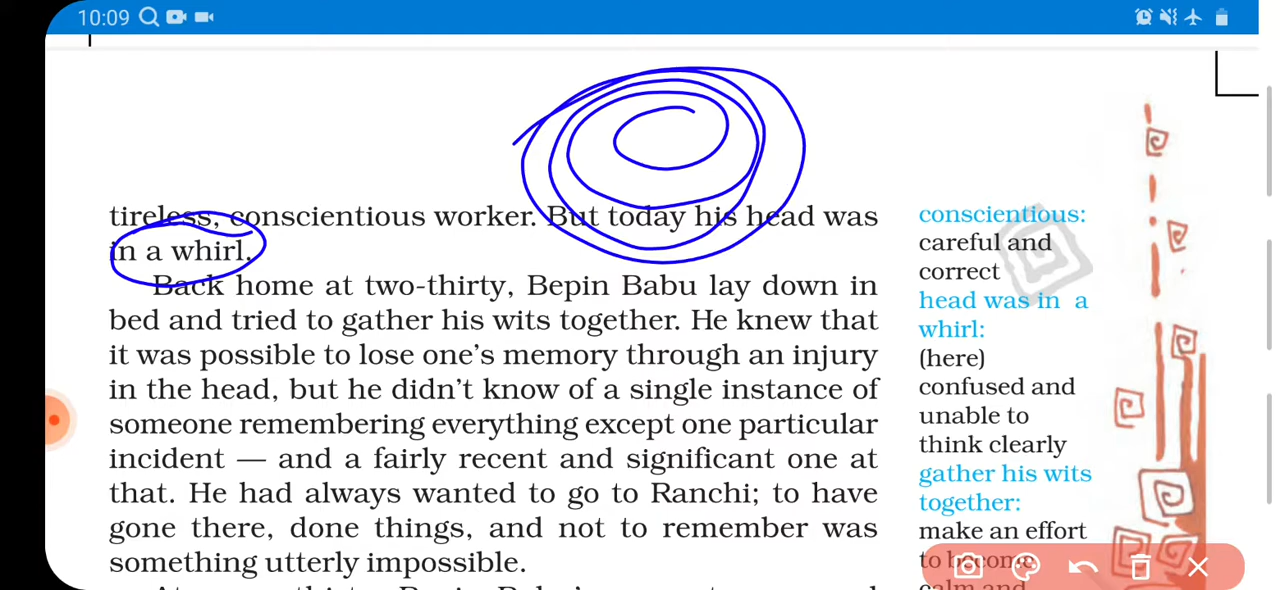 10:09
tireless, conscientious worker. But today his head was
in a whirl.
Back home at two-thirty, Bepin Babu lay down in
bed and tried to gather his wits together. He knew that
it was possible to lose one's memory through an injury
in the head, but he didn't know of a single instance of
someone remembering everything except one particular
incident — and a fairly recent and significant one at
that. He had always wanted to go to Ranchi; to have
gone there, done things, and not to remember was
something utterly impossible.
conscientious:
careful and
correct
head was in a
whirl:
(here)
confused and
unable to
think clearly
gather his wits
together:
make an effort
to become
calm and